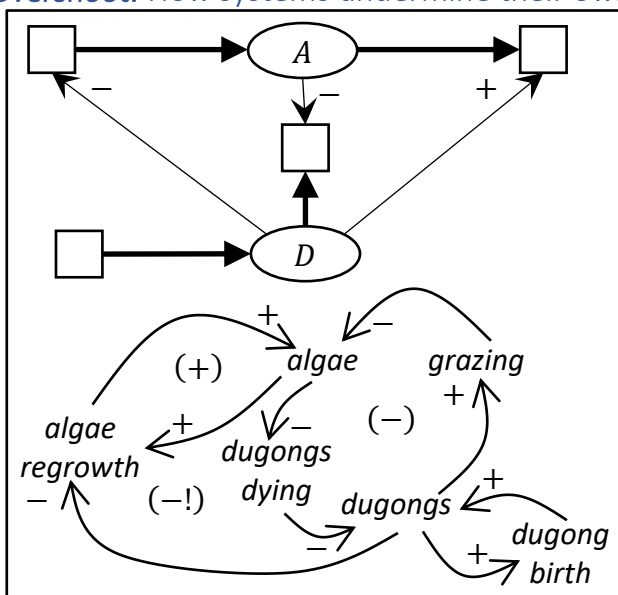 overshoot: How systems undermine their ow
A
−
−
+
D
+
−
algae
grazing
(+)
+
+
−
(−)
algae
regrowth
dugongs
dying
−
(−!)
dugongs
+
dugong
birth
−
+